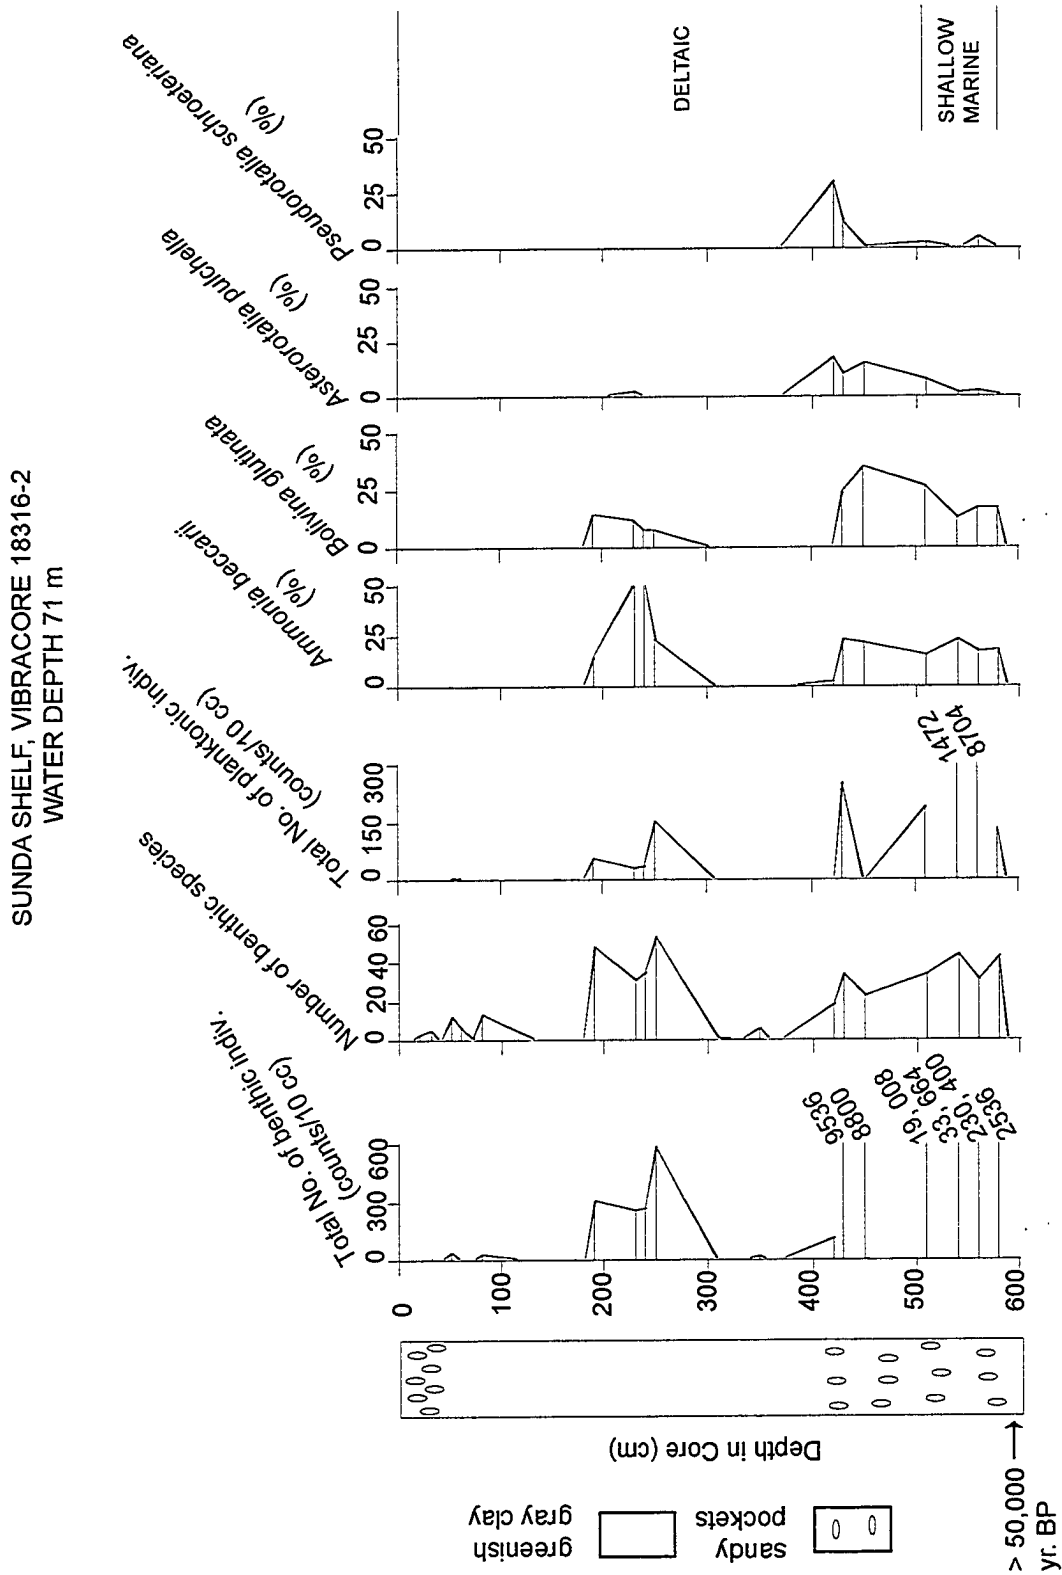 SUNDA SHELF, VIBRACORE 18316-2
WATER DEPTH 71 m
Total No. of benthic indiv.
(counts/10 cc)
Number of benthic species
Total No. of planktonic indiv.
(counts/10 cc)
Ammonia beccarii
(%)
Bolivina glutinata
(%)
Asterorotalia pulchella
(%)
Pseudorotalia schroeteriana
(%)
0 300 600
0 20 40 60
0 150 300
0 25 50
0 25 50
0 25 50
0 25 50
0
100
200
300
400
500
600
9536
8800
19, 008
33, 664
230, 400
2536
1472
8704
DELTAIC
SHALLOW
MARINE
Depth in Core (cm)
> 50,000
yr. BP
greenish
gray clay
sandy
pockets